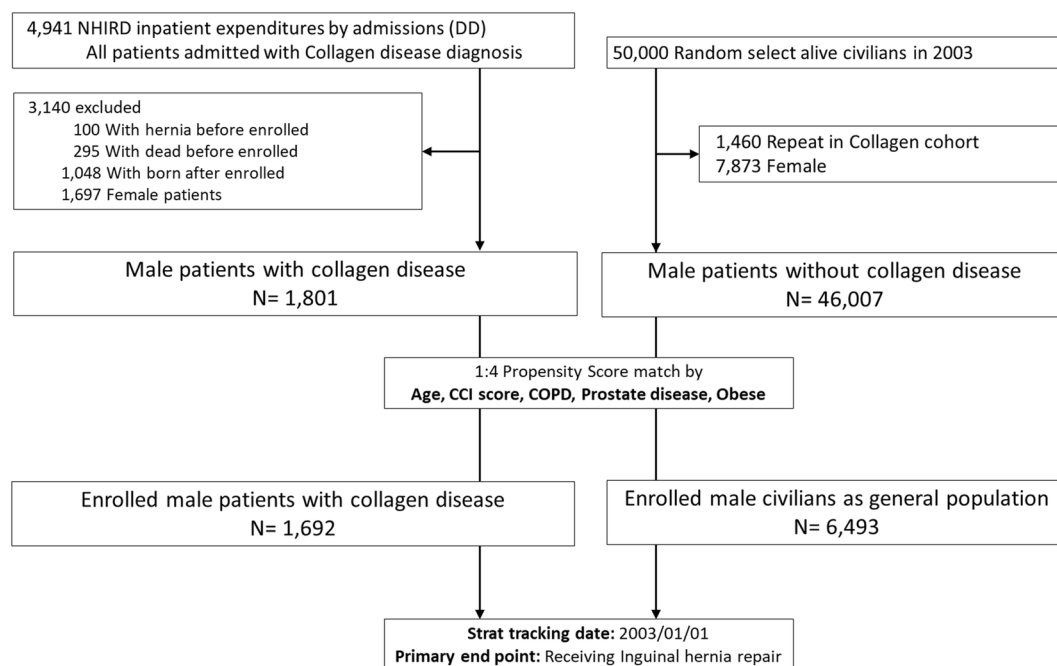 4,941 NHIRD inpatient expenditures by admissions (DD)
All patients admitted with Collagen disease diagnosis
50,000 Random select alive civilians in 2003
3,140 excluded
100 With hernia before enrolled
295 With dead before enrolled
1,048 With born after enrolled
1,697 Female patients
1,460 Repeat in Collagen cohort
7,873 Female
Male patients with collagen disease
N= 1,801
Male patients without collagen disease
N= 46,007
1:4 Propensity Score match by
Age, CCI score, COPD, Prostate disease, Obese
Enrolled male patients with collagen disease
N= 1,692
Enrolled male civilians as general population
N= 6,493
Strat tracking date: 2003/01/01
Primary end point: Receiving Inguinal hernia repair